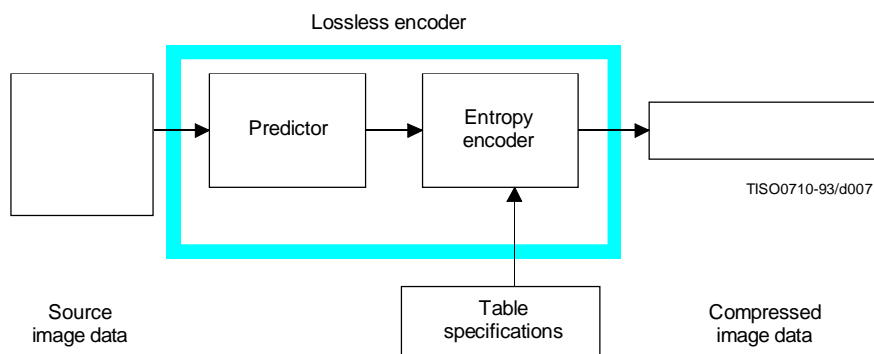 Lossless encoder
Predictor
Entropy
encoder
TISO0710-93/d007
Source
image data
Table
specifications
Compressed
image data